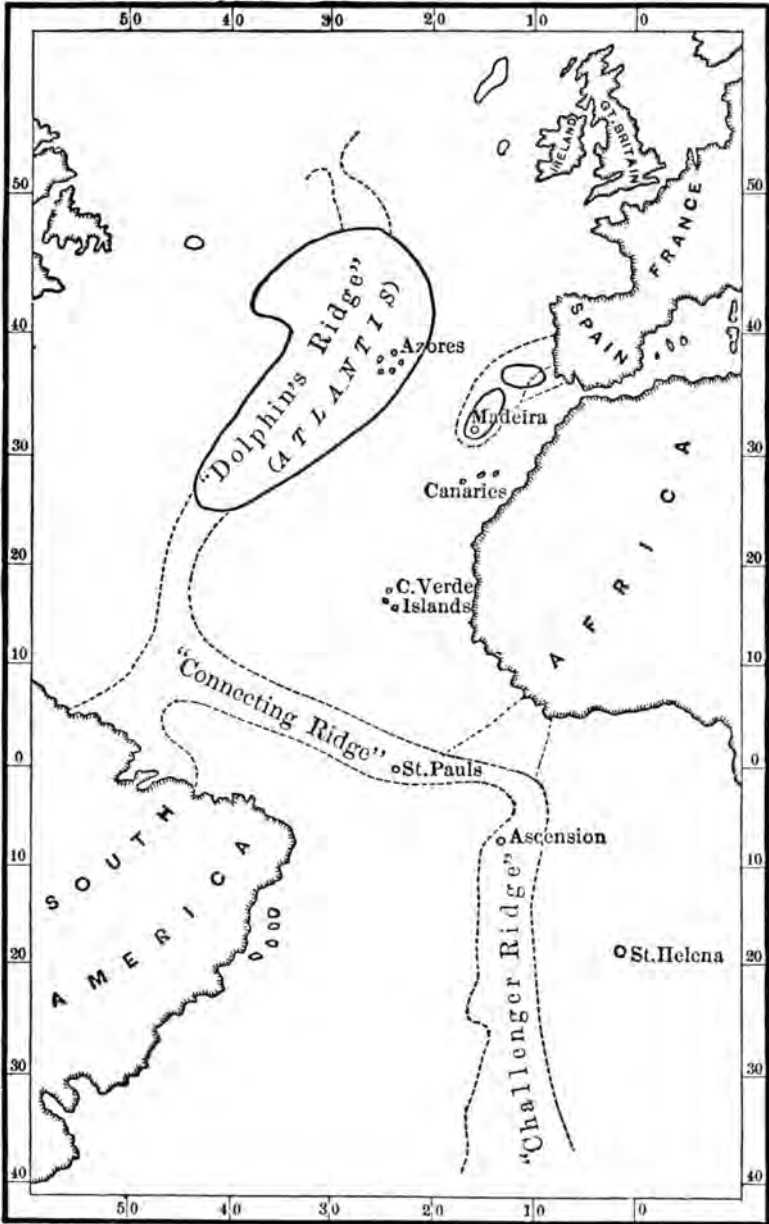 50 40 30 20 10 0
IRELAND
GT. BRITAIN
50 50
FRANCE
"Dolphin's Ridge"
(ATLANTIS)
40 40
SPAIN
Azores
Madeira
30 30
Canaries
AFRICA
20 20
C. Verde
Islands
10 10
"Connecting Ridge"
0 0
St. Pauls
SOUTH
AMERICA
Ascension
10 10
"Challenger Ridge"
20 20
St. Helena
30 30
40 40
50 40 30 20 10 0